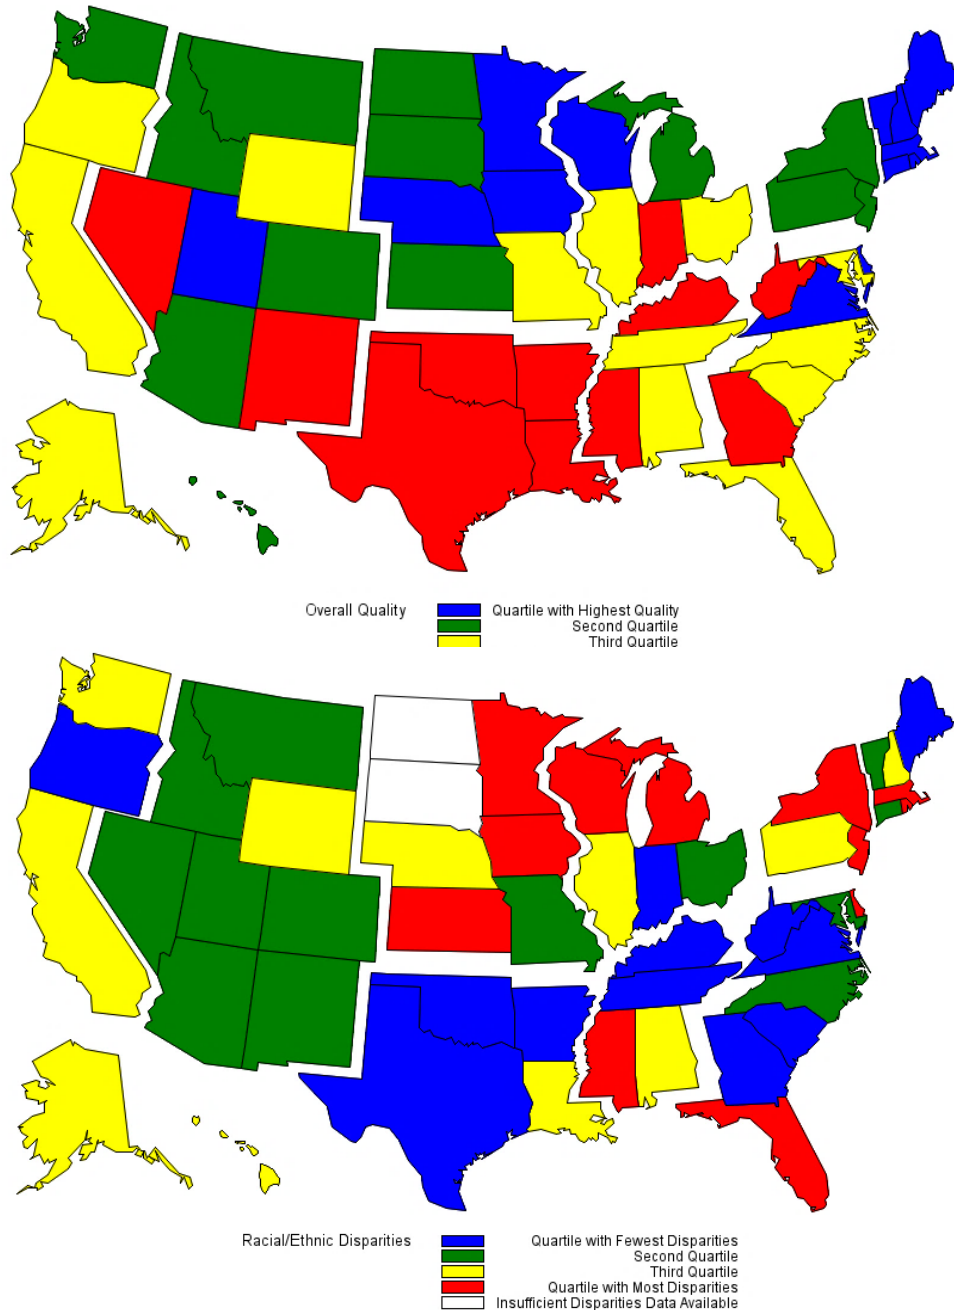 Overall Quality
Quartile with Highest Quality
Second Quartile
Third Quartile
Racial/Ethnic Disparities
Quartile with Fewest Disparities
Second Quartile
Third Quartile
Quartile with Most Disparities
Insufficient Disparities Data Available